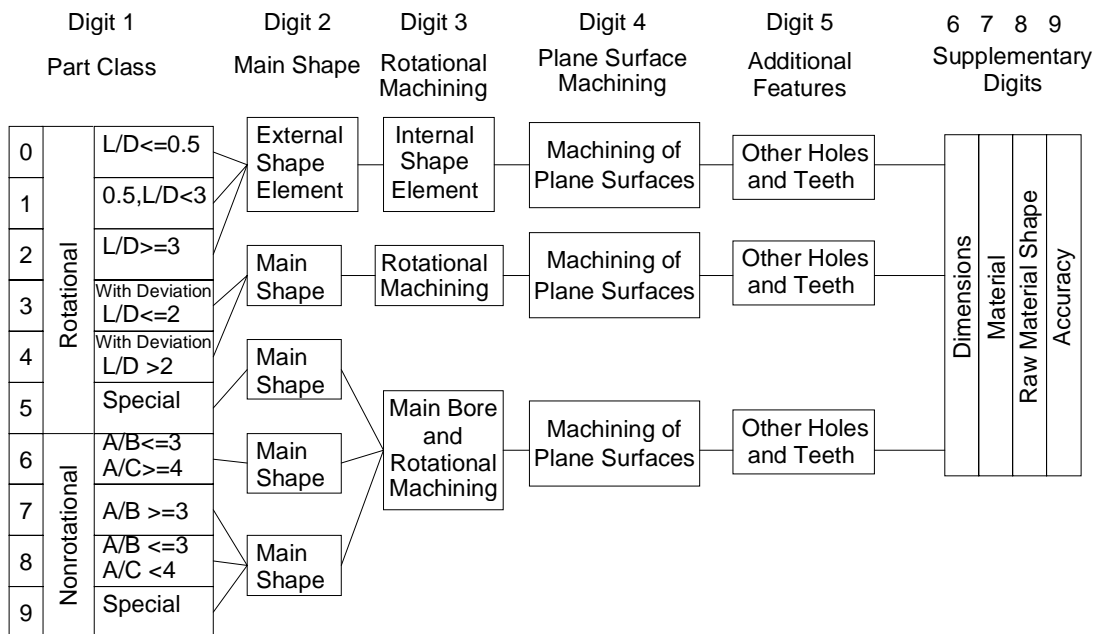 Digit 1
Digit 2
Digit 3
Digit 4
Digit 5
6 7 8 9
Part Class
Main Shape
Rotational
Machining
Plane Surface
Machining
Additional
Features
Supplementary
Digits
0
1
2
3
4
5
6
7
8
9
Rotational
Nonrotational
L/D<=0.5
0.5,L/D<3
L/D>=3
With Deviation
L/D<=2
With Deviation
L/D >2
Special
A/B<=3
A/C>=4
A/B >=3
A/B <=3
A/C <4
Special
External
Shape
Element
Internal
Shape
Element
Machining of
Plane Surfaces
Other Holes
and Teeth
Main
Shape
Rotational
Machining
Machining of
Plane Surfaces
Other Holes
and Teeth
Main
Shape
Main
Shape
Main
Shape
Main Bore
and
Rotational
Machining
Machining of
Plane Surfaces
Other Holes
and Teeth
Dimensions
Material
Raw Material Shape
Accuracy